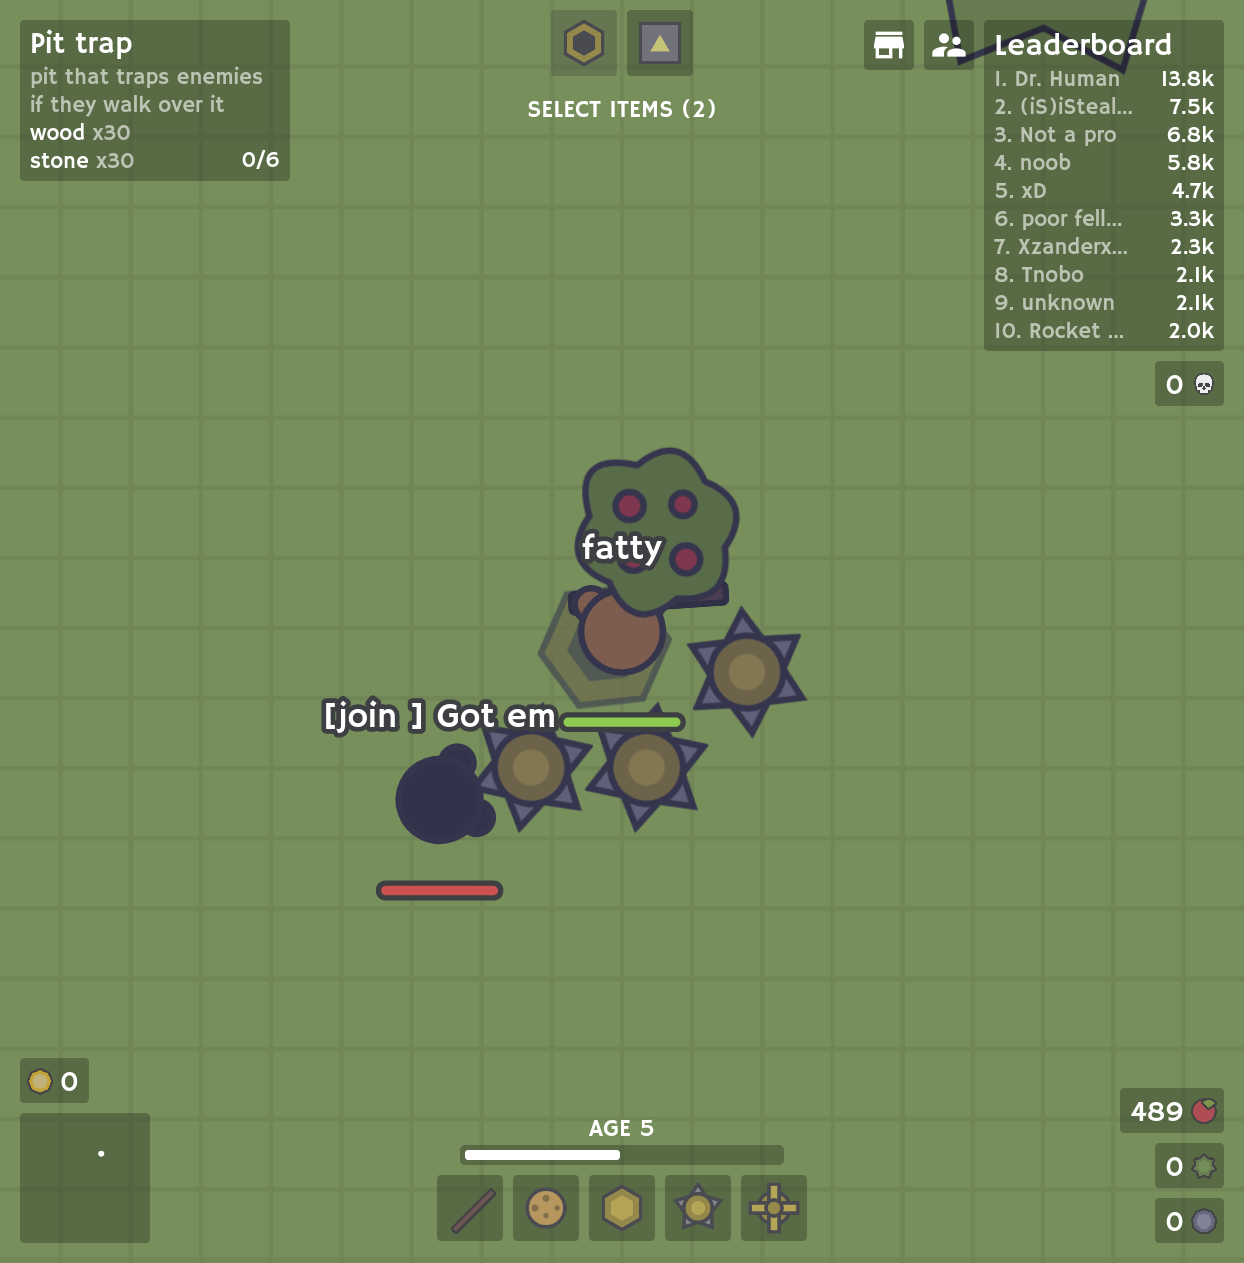 Pit trap
pit that traps enemies
if they walk over it
wood x30
stone x30 0/6
SELECT ITEMS (2)
Leaderboard
1. Dr. Human 13.8k
2. (iS)iSteal... 7.5k
3. Not a pro 6.8k
4. noob 5.8k
5. xD 4.7k
6. poor fell... 3.3k
7. Xzanderx... 2.3k
8. Tnobo 2.1k
9. unknown 2.1k
10. Rocket ... 2.0k
0
fatty
[join ] Got em
0
AGE 5
489
0
0